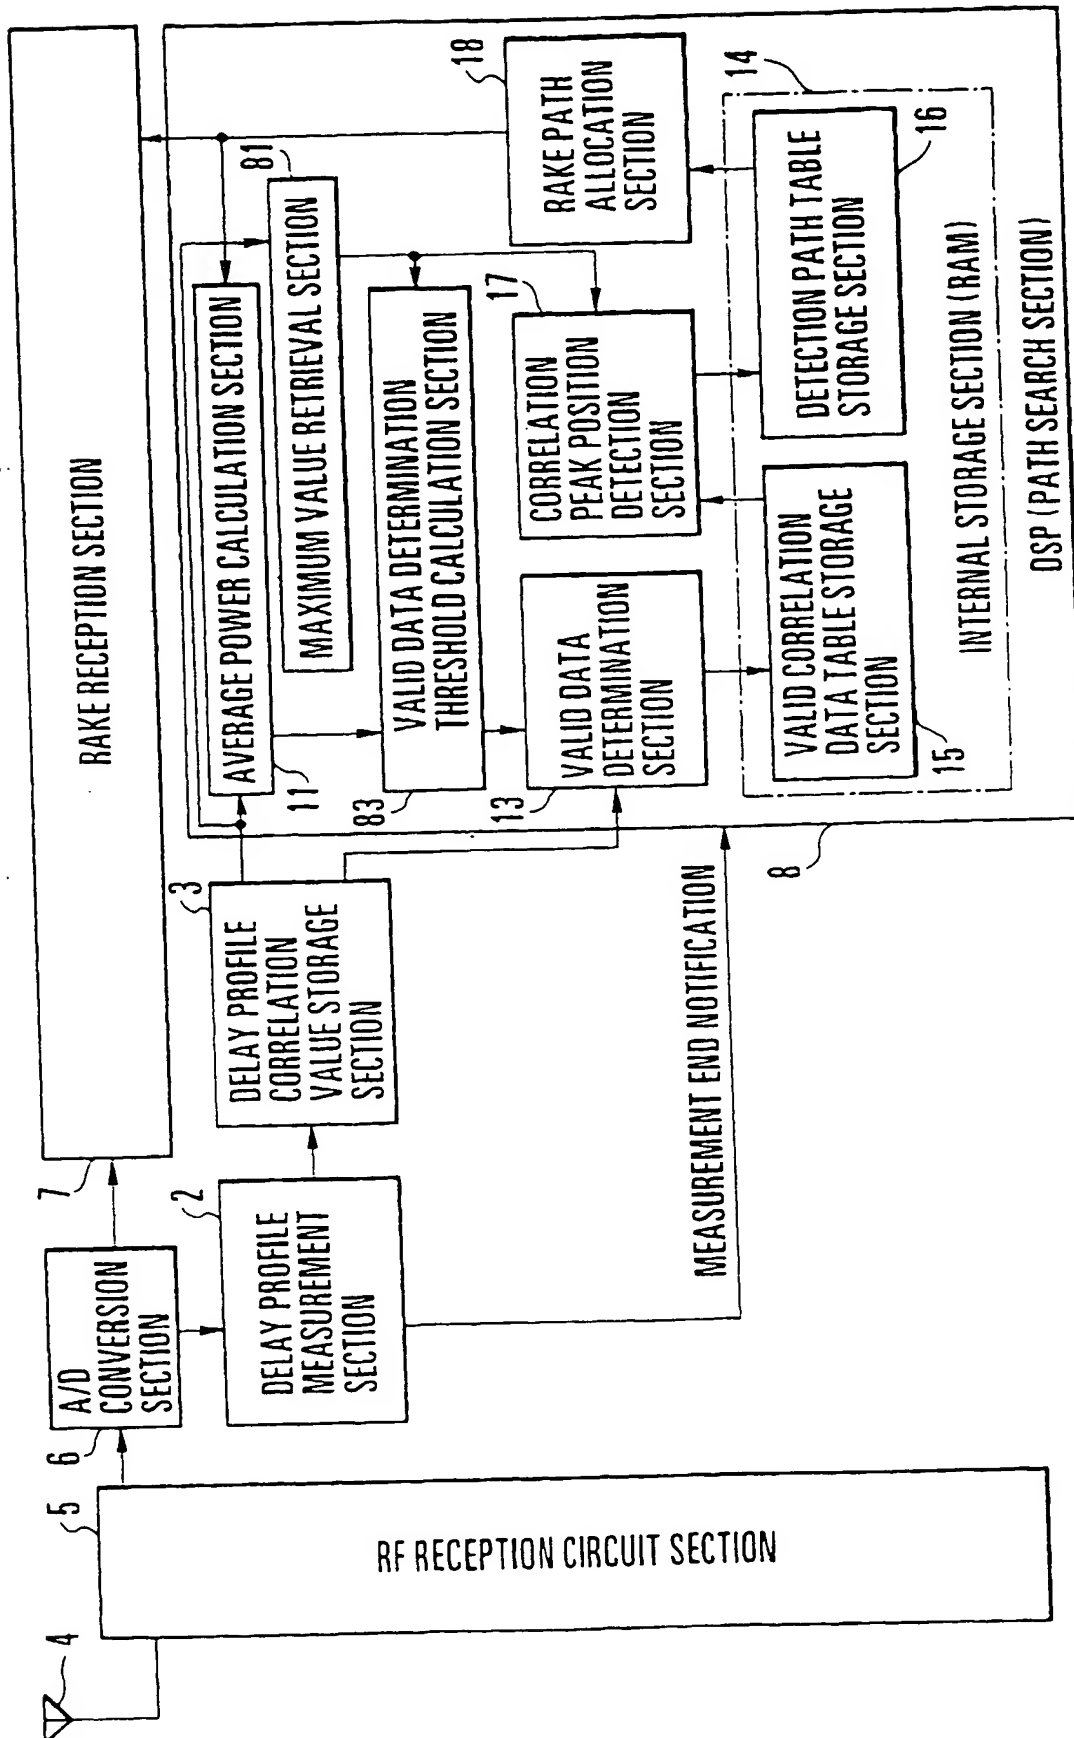 4
5
RF RECEPTION CIRCUIT SECTION
6
A/D
CONVERSION
SECTION
7
RAKE RECEPTION SECTION
2
DELAY PROFILE
MEASUREMENT
SECTION
3
DELAY PROFILE
CORRELATION
VALUE STORAGE
SECTION
MEASUREMENT END NOTIFICATION
8
AVERAGE POWER CALCULATION SECTION
11
81
MAXIMUM VALUE RETRIEVAL SECTION
VALID DATA DETERMINATION
THRESHOLD CALCULATION SECTION
83
13
VALID DATA
DETERMINATION
SECTION
17
CORRELATION
PEAK POSITION
DETECTION
SECTION
18
RAKE PATH
ALLOCATION
SECTION
14
VALID CORRELATION
DATA TABLE STORAGE
SECTION
15
DETECTION PATH TABLE
STORAGE SECTION
16
INTERNAL STORAGE SECTION (RAM)
DSP (PATH SEARCH SECTION)